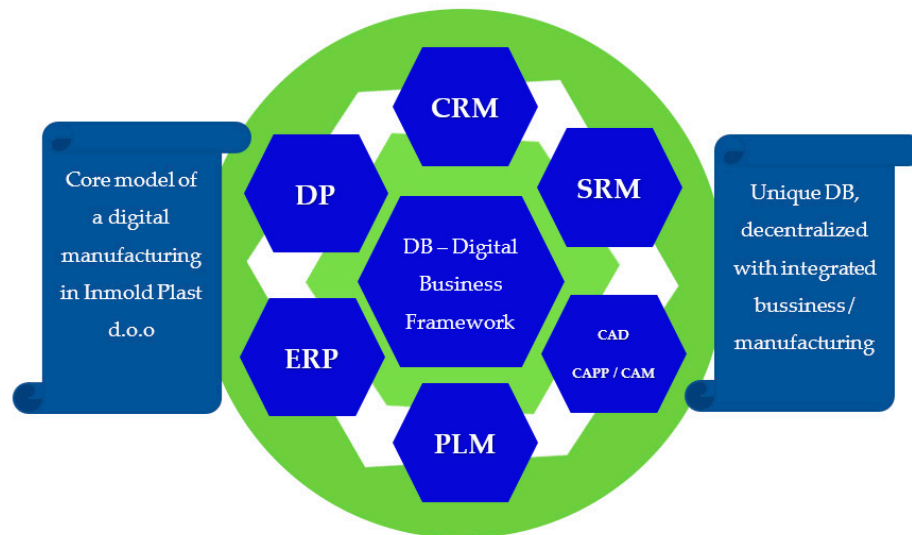 Core model of
a digital
manufacturing
in Inmold Plast
d.o.o
CRM
DP
SRM
DB – Digital
Business
Framework
ERP
CAD
CAPP / CAM
PLM
Unique DB,
decentralized
with integrated
bussiness /
manufacturing